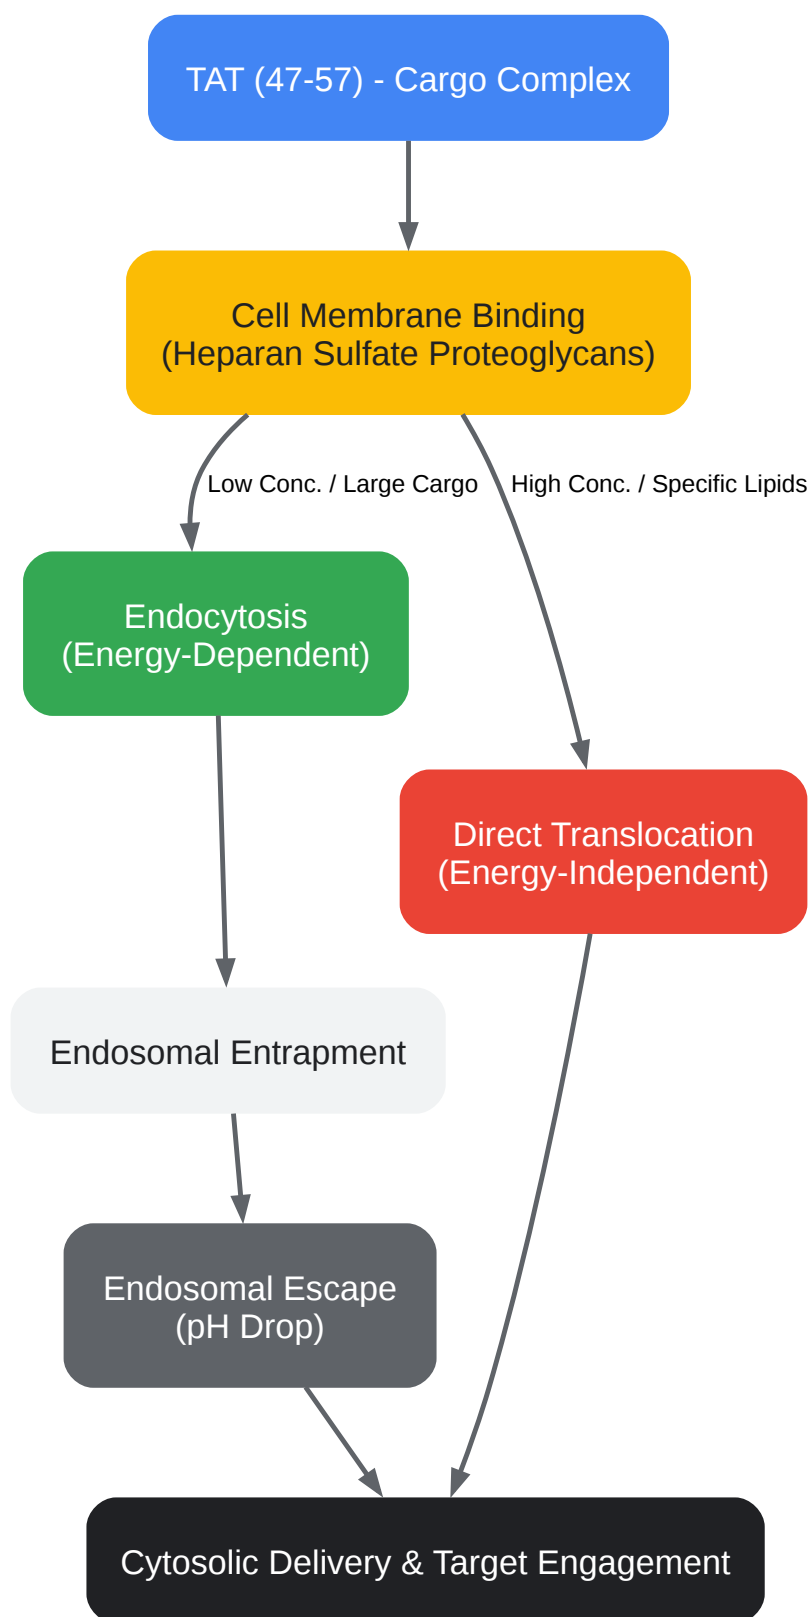 TAT (47-57) - Cargo Complex
Cell Membrane Binding
(Heparan Sulfate Proteoglycans)
Low Conc. / Large Cargo
High Conc. / Specific Lipids
Endocytosis
(Energy-Dependent)
Direct Translocation
(Energy-Independent)
Endosomal Entrapment
Endosomal Escape
(pH Drop)
Cytosolic Delivery & Target Engagement